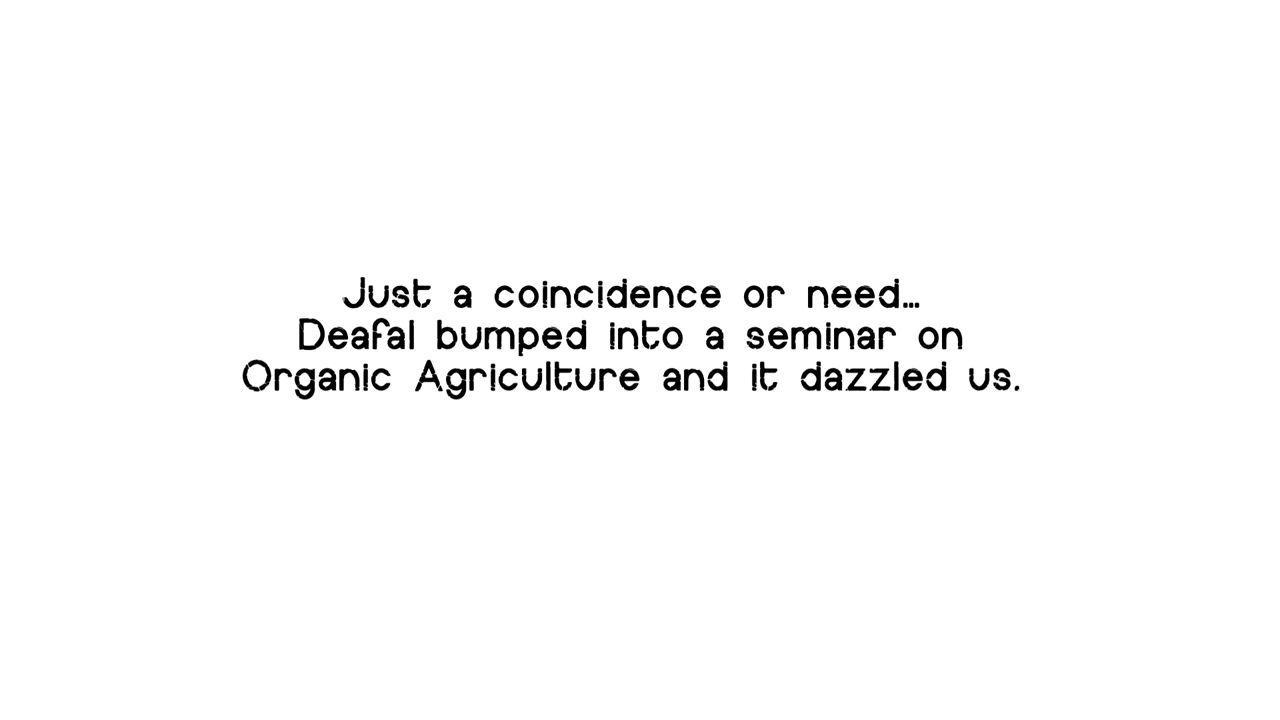 Just a coincidence or need...
Deafal bumped into a seminar on
Organic Agriculture and it dazzled us.